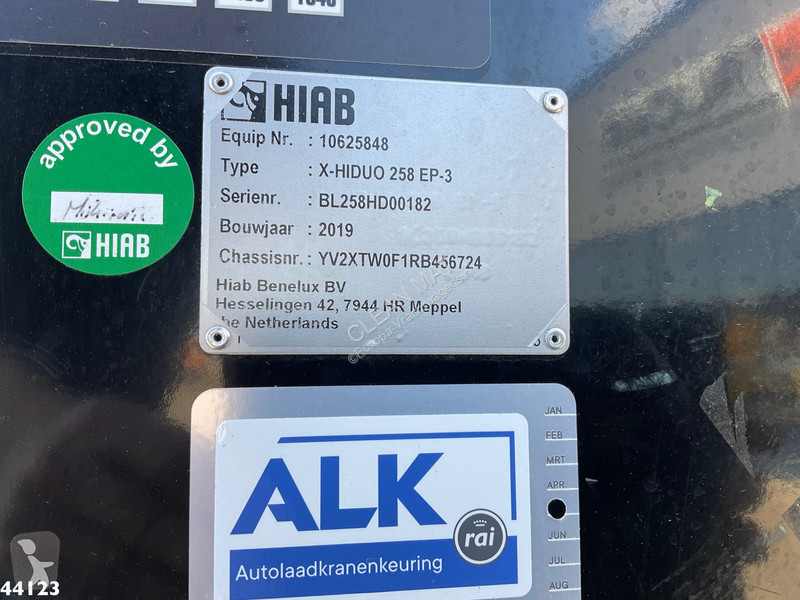 approved by
HIAB
HIAB
Equip Nr. : 10625848
Type : X-HIDUO 258 EP-3
Serienr. : BL258HD00182
Bouwjaar : 2019
Chassisnr. : YV2XTW0F1RB456724
Hiab Benelux BV
Hesselingen 42, 7944 HR Meppel
he Netherlands
ALK
Autolaadkranenkeuring
rai
JAN
FEB
MRT
APR
JUN
JUL
AUG
44123